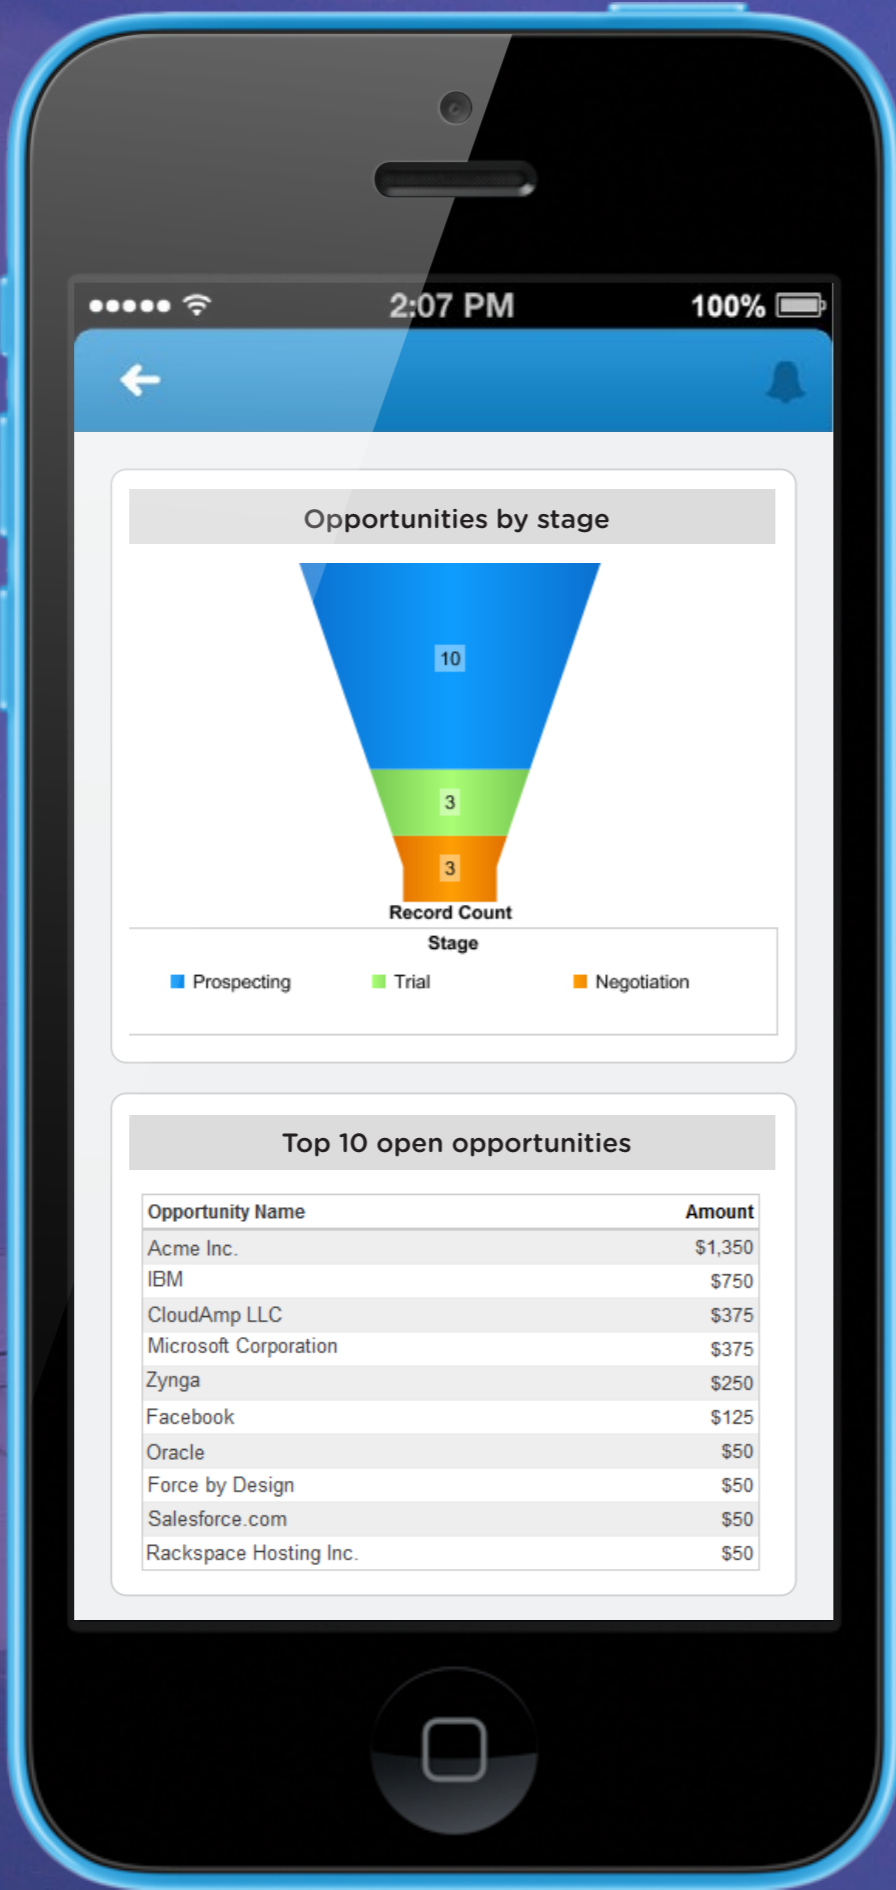 2:07 PM 100%
Opportunities by stage
10
3
3
Record Count
Stage
Prospecting Trial Negotiation
Top 10 open opportunities
Opportunity Name Amount
Acme Inc. $1,350
IBM $750
CloudAmp LLC $375
Microsoft Corporation $375
Zynga $250
Facebook $125
Oracle $50
Force by Design $50
Salesforce.com $50
Rackspace Hosting Inc. $50